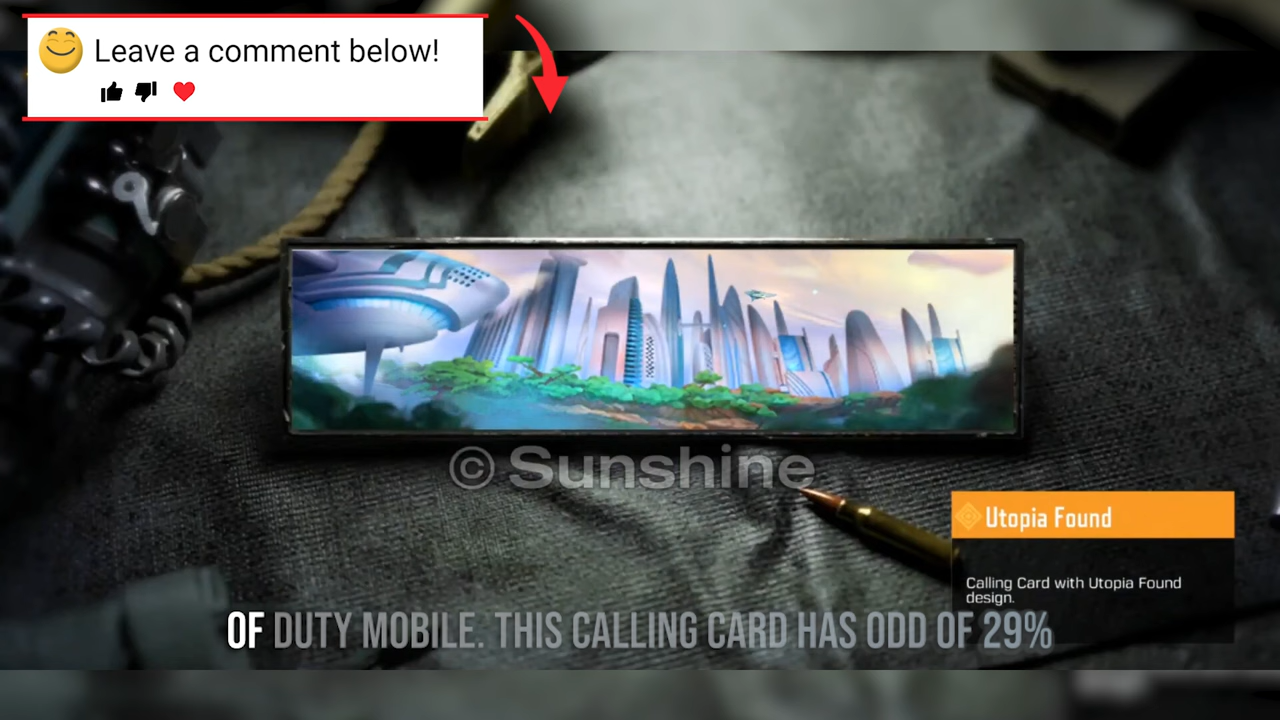 Leave a comment below!
© Sunshine
Utopia Found
Calling Card with Utopia Found
design.
OF DUTY MOBILE. THIS CALLING CARD HAS ODD OF 29%